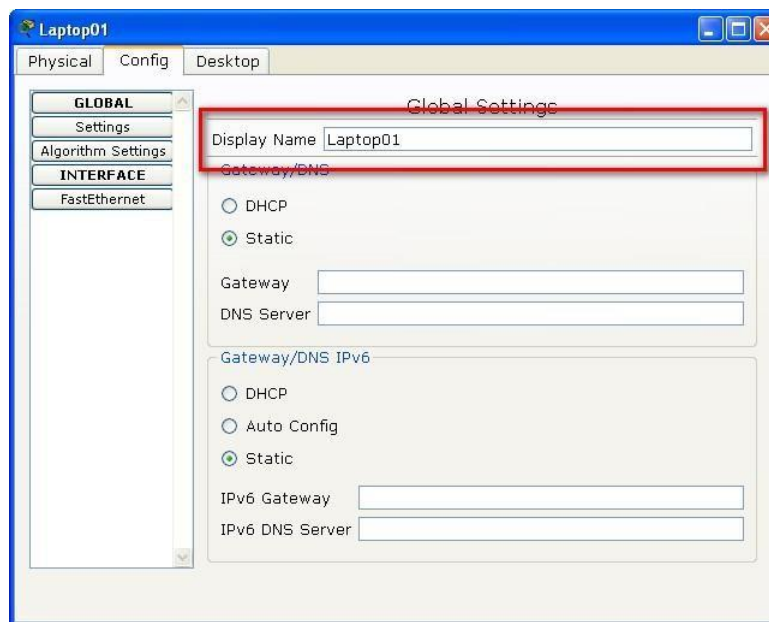 Laptop01
Physical Config Desktop
GLOBAL
Settings
Algorithm Settings
INTERFACE
FastEthernet
Global Settings
Display Name Laptop01
Gateway/DNS
DHCP
Static
Gateway
DNS Server
Gateway/DNS IPv6
DHCP
Auto Config
Static
IPv6 Gateway
IPv6 DNS Server